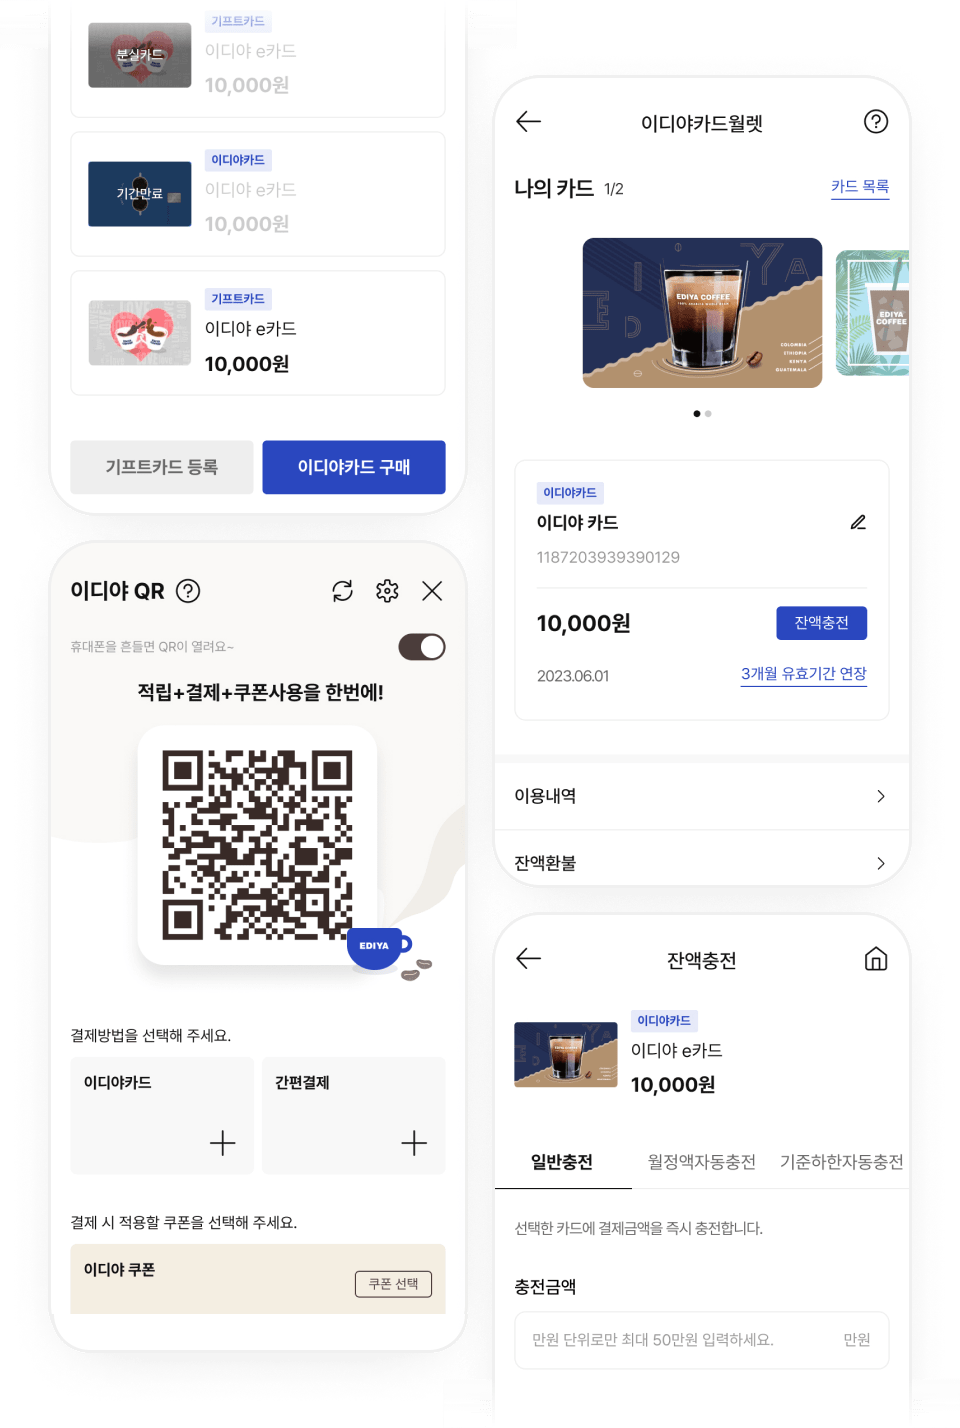 기프트카드
분실카드
이디야 e카드
10,000원
이디야카드
기간만료
이디야 e카드
10,000원
기프트카드
이디야 e카드
10,000원
기프트카드 등록
이디야카드 구매
이디야 QR
휴대폰을 흔들면 QR이 열려요~
적립+결제+쿠폰사용을 한번에!
EDIYA
결제방법을 선택해 주세요.
이디야카드
간편결제
결제 시 적용할 쿠폰을 선택해 주세요.
이디야 쿠폰
쿠폰 선택
이디야카드월렛
나의 카드 1/2
카드 목록
EDIYA
EDIYA COFFEE
100% ARABICA WHOLE BEAN
COLOMBIA
ETHIOPIA
KENYA
GUATEMALA
EDIYA
COFFEE
이디야카드
이디야 카드
1187203939390129
10,000원
잔액충전
2023.06.01
3개월 유효기간 연장
이용내역
잔액환불
잔액충전
이디야카드
이디야 e카드
10,000원
일반충전
월정액자동충전
기준하한자동충전
선택한 카드에 결제금액을 즉시 충전합니다.
충전금액
만원 단위로만 최대 50만원 입력하세요.
만원